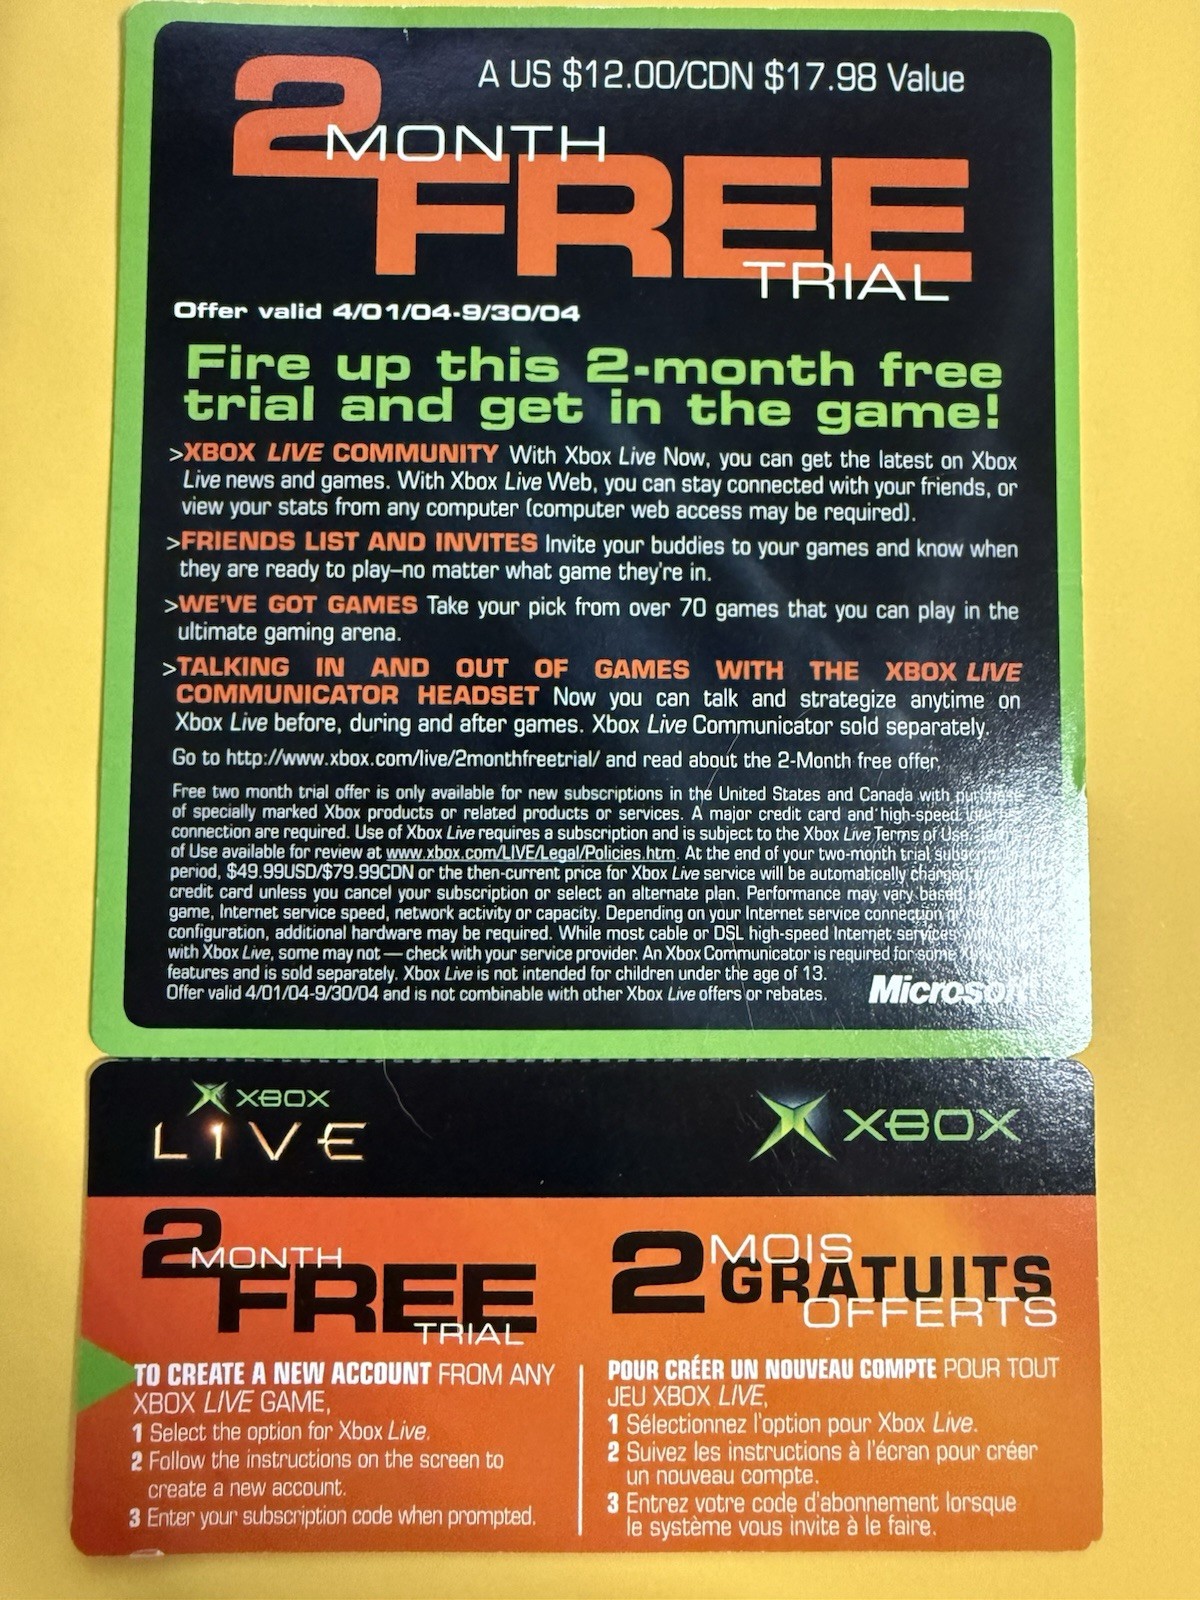 A US $12.00/CDN $17.98 Value
2 MONTH
FREE
TRIAL
Offer valid 4/01/04-9/30/04
Fire up this 2-month free
trial and get in the game!
>XBOX LIVE COMMUNITY With Xbox Live Now, you can get the latest on Xbox
Live news and games. With Xbox Live Web, you can stay connected with your friends, or
view your stats from any computer (computer web access may be required).
>FRIENDS LIST AND INVITES Invite your buddies to your games and know when
they are ready to play–no matter what game they're in.
>WE'VE GOT GAMES Take your pick from over 70 games that you can play in the
ultimate gaming arena.
>TALKING IN AND OUT OF GAMES WITH THE XBOX LIVE
COMMUNICATOR HEADSET Now you can talk and strategize anytime on
Xbox Live before, during and after games. Xbox Live Communicator sold separately.
Go to http://www.xbox.com/live/2monthfreetrial/ and read about the 2-Month free offer.
Free two month trial offer is only available for new subscriptions in the United States and Canada with purchase
of specially marked Xbox products or related products or services. A major credit card and high-speed
connection are required. Use of Xbox Live requires a subscription and is subject to the Xbox Live Terms of Use.
of Use available for review at www.xbox.com/LIVE/Legal/Policies.htm. At the end of your two-month trial subscription
period, $49.99USD/$79.99CDN or the then-current price for Xbox Live service will be automatically charged
credit card unless you cancel your subscription or select an alternate plan. Performance may vary based
game, Internet service speed, network activity or capacity. Depending on your Internet service connection
configuration, additional hardware may be required. While most cable or DSL high-speed Internet services
with Xbox Live, some may not — check with your service provider. An Xbox Communicator is required for some
features and is sold separately. Xbox Live is not intended for children under the age of 13.
Offer valid 4/01/04-9/30/04 and is not combinable with other Xbox Live offers or rebates.
Microsoft
XBOX
LIVE
XBOX
2 MONTH
FREE
TRIAL
TO CREATE A NEW ACCOUNT FROM ANY
XBOX LIVE GAME,
1 Select the option for Xbox Live.
2 Follow the instructions on the screen to
create a new account.
3 Enter your subscription code when prompted.
2 MOIS
GRATUITS
OFFERTS
POUR CRÉER UN NOUVEAU COMPTE POUR TOUT
JEU XBOX LIVE,
1 Sélectionnez l'option pour Xbox Live.
2 Suivez les instructions à l'écran pour créer
un nouveau compte.
3 Entrez votre code d'abonnement lorsque
le système vous invite à le faire.